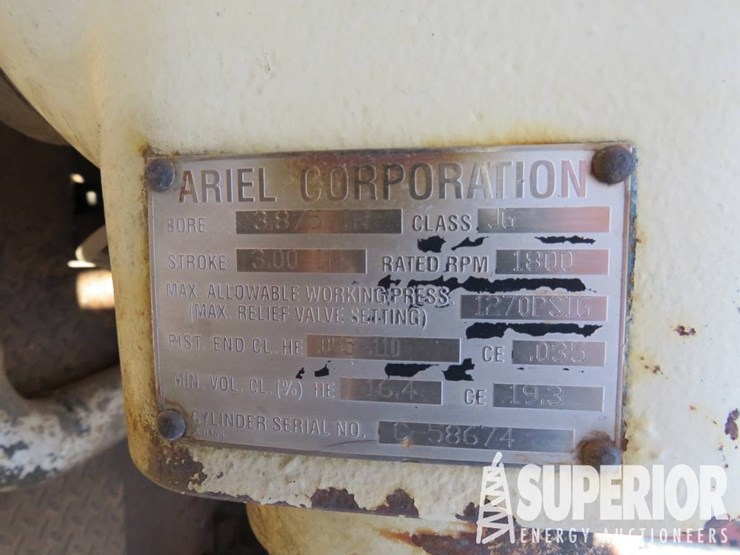 ARIEL CORPORATION
BORE 3.875 CLASS JG
STROKE 3.00 RATED RPM 1800
MAX. ALLOWABLE WORKING PRESS. 1270PSIG
(MAX. RELIEF VALVE SETTING)
PIST. END CL. HE CE .035
MIN. VOL. CL. (%) HE 16.4 CE 19.3
CYLINDER SERIAL NO. C-58674
SUPERIOR
ENERGY AUCTIONEERS